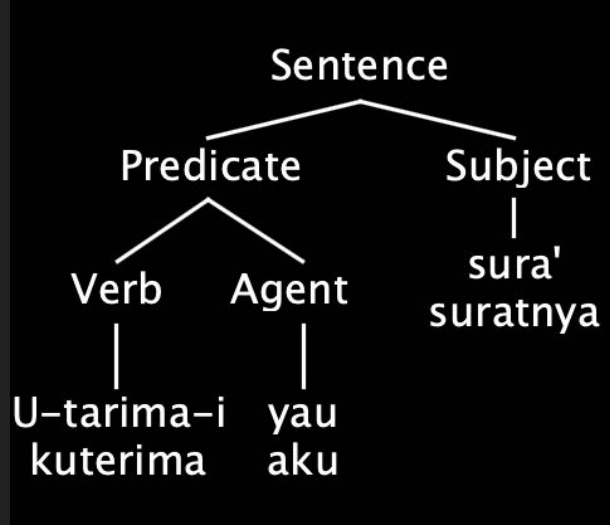 Sentence
Predicate Subject
Verb Agent
sura'
suratnya
U-tarima-i yau
kuterima aku